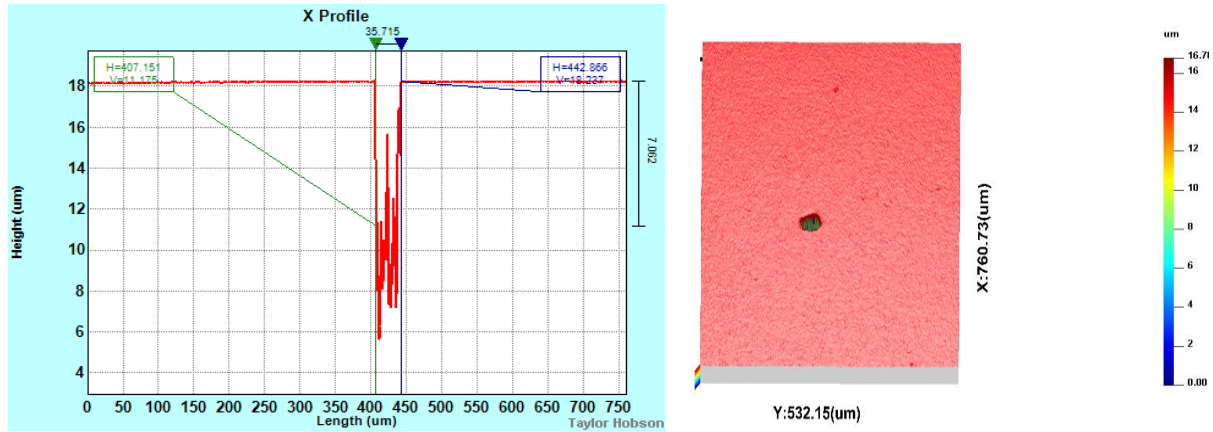 X Profile
35.715
H=407.151
V=11.175
H=442.866
V=18.237
7.062
Height (um)
18
16
14
12
10
8
6
4
0 50 100 150 200 250 300 350 400 450 500 550 600 650 700 750
Length (um)
Taylor Hobson
X:760.73(um)
Y:532.15(um)
um
16.78
16
14
12
10
8
6
4
2
0.00